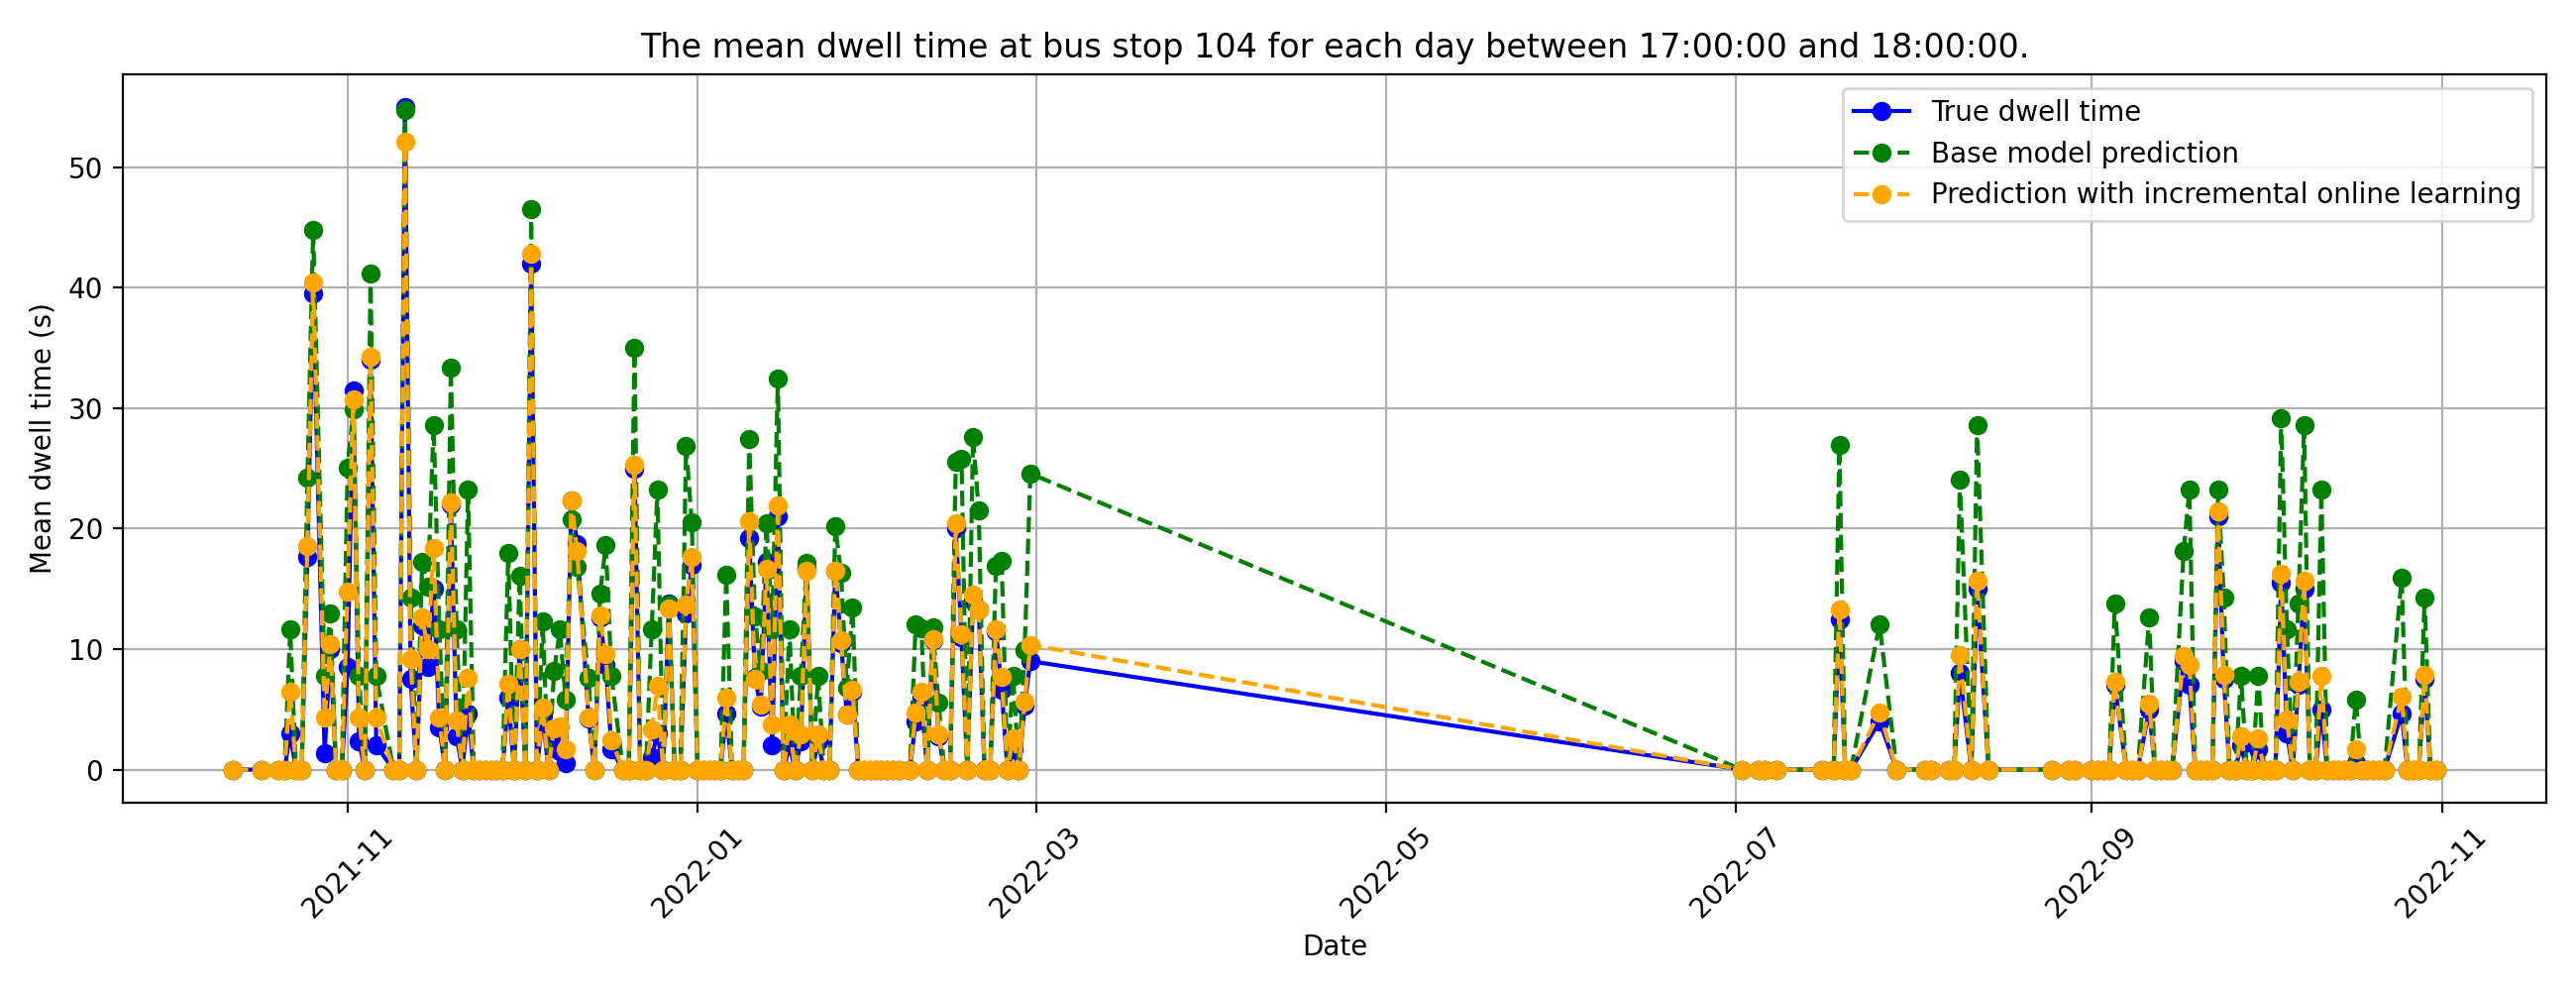 The mean dwell time at bus stop 104 for each day between 17:00:00 and 18:00:00.
True dwell time
Base model prediction
Prediction with incremental online learning
Mean dwell time (s)
50
40
30
20
10
0
2021-11
2022-01
2022-03
2022-05
2022-07
2022-09
2022-11
Date